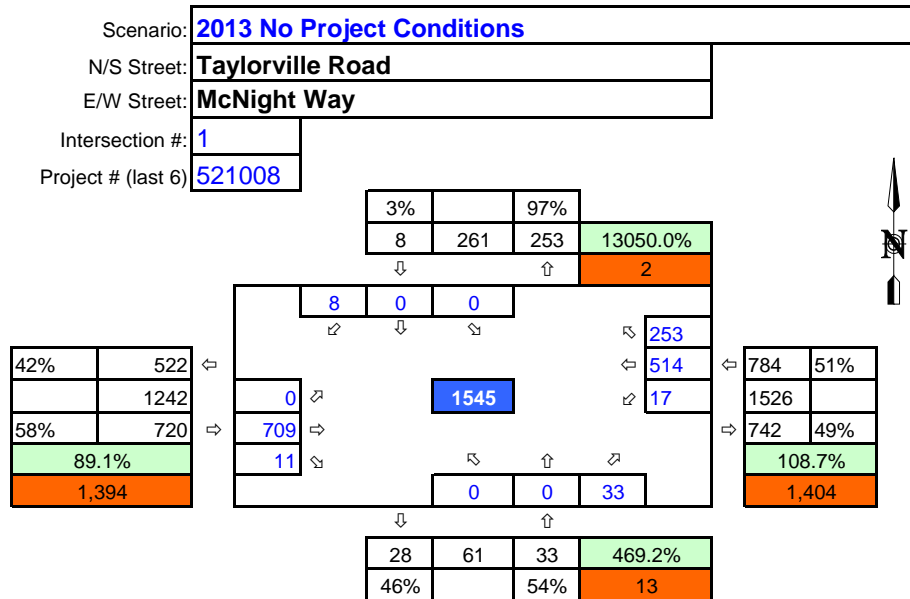 Scenario: 2013 No Project Conditions
N/S Street: Taylorville Road
E/W Street: McNight Way
Intersection #: 1
Project # (last 6) 521008
3% 97%
8 261 253 13050.0%
⇩ ⇧ 2
N
8 0 0
253
42% 522 ⇦ 514 ⇦ 784 51%
1242 0 1545 17 1526
58% 720 ⇨ 709 ⇨ ⇨ 742 49%
89.1% 11 108.7%
1,394 0 0 33 1,404
⇩ ⇧
28 61 33 469.2%
46% 54% 13